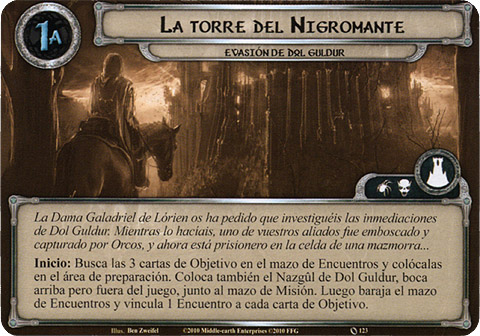 1A
LA TORRE DEL NIGROMANTE
EVASIÓN DE DOL GULDUR
La Dama Galadriel de Lórien os ha pedido que investiguéis las inmediaciones
de Dol Guldur. Mientras lo hacíais, uno de vuestros aliados fue emboscado y
capturado por Orcos, y ahora está prisionero en la celda de una mazmorra...
Inicio: Busca las 3 cartas de Objetivo en el mazo de Encuentros y colócalas
en el área de preparación. Coloca también el Nazgûl de Dol Guldur, boca
arriba pero fuera del juego, junto al mazo de Misión. Luego baraja el mazo
de Encuentros y vincula 1 Encuentro a cada carta de Objetivo.
Illus. Ben Zweifel ©2010 Middle-earth Enterprises ©2010 FFG 123